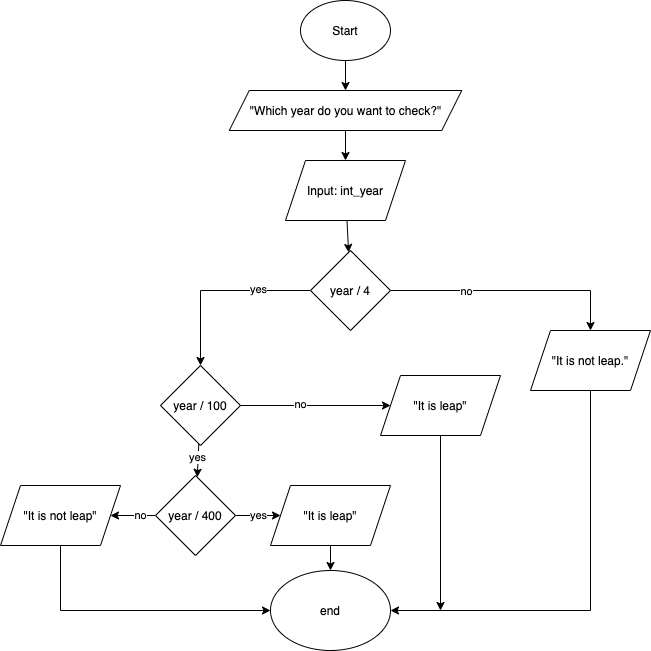 Start
"Which year do you want to check?"
Input: int_year
year / 4
yes
no
"It is not leap."
year / 100
no
"It is leap"
yes
"It is not leap"
no
year / 400
yes
"It is leap"
end